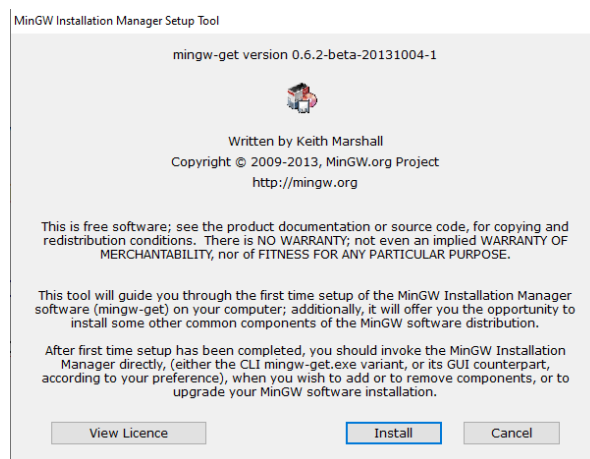 MinGW Installation Manager Setup Tool
mingw-get version 0.6.2-beta-20131004-1
Written by Keith Marshall
Copyright © 2009-2013, MinGW.org Project
http://mingw.org
This is free software; see the product documentation or source code, for copying and
redistribution conditions.  There is NO WARRANTY; not even an implied WARRANTY OF
MERCHANTABILITY, nor of FITNESS FOR ANY PARTICULAR PURPOSE.
This tool will guide you through the first time setup of the MinGW Installation Manager
software (mingw-get) on your computer; additionally, it will offer you the opportunity to
install some other common components of the MinGW software distribution.
After first time setup has been completed, you should invoke the MinGW Installation
Manager directly, (either the CLI mingw-get.exe variant, or its GUI counterpart,
according to your preference), when you wish to add or to remove components, or to
upgrade your MinGW software installation.
View Licence
Install
Cancel